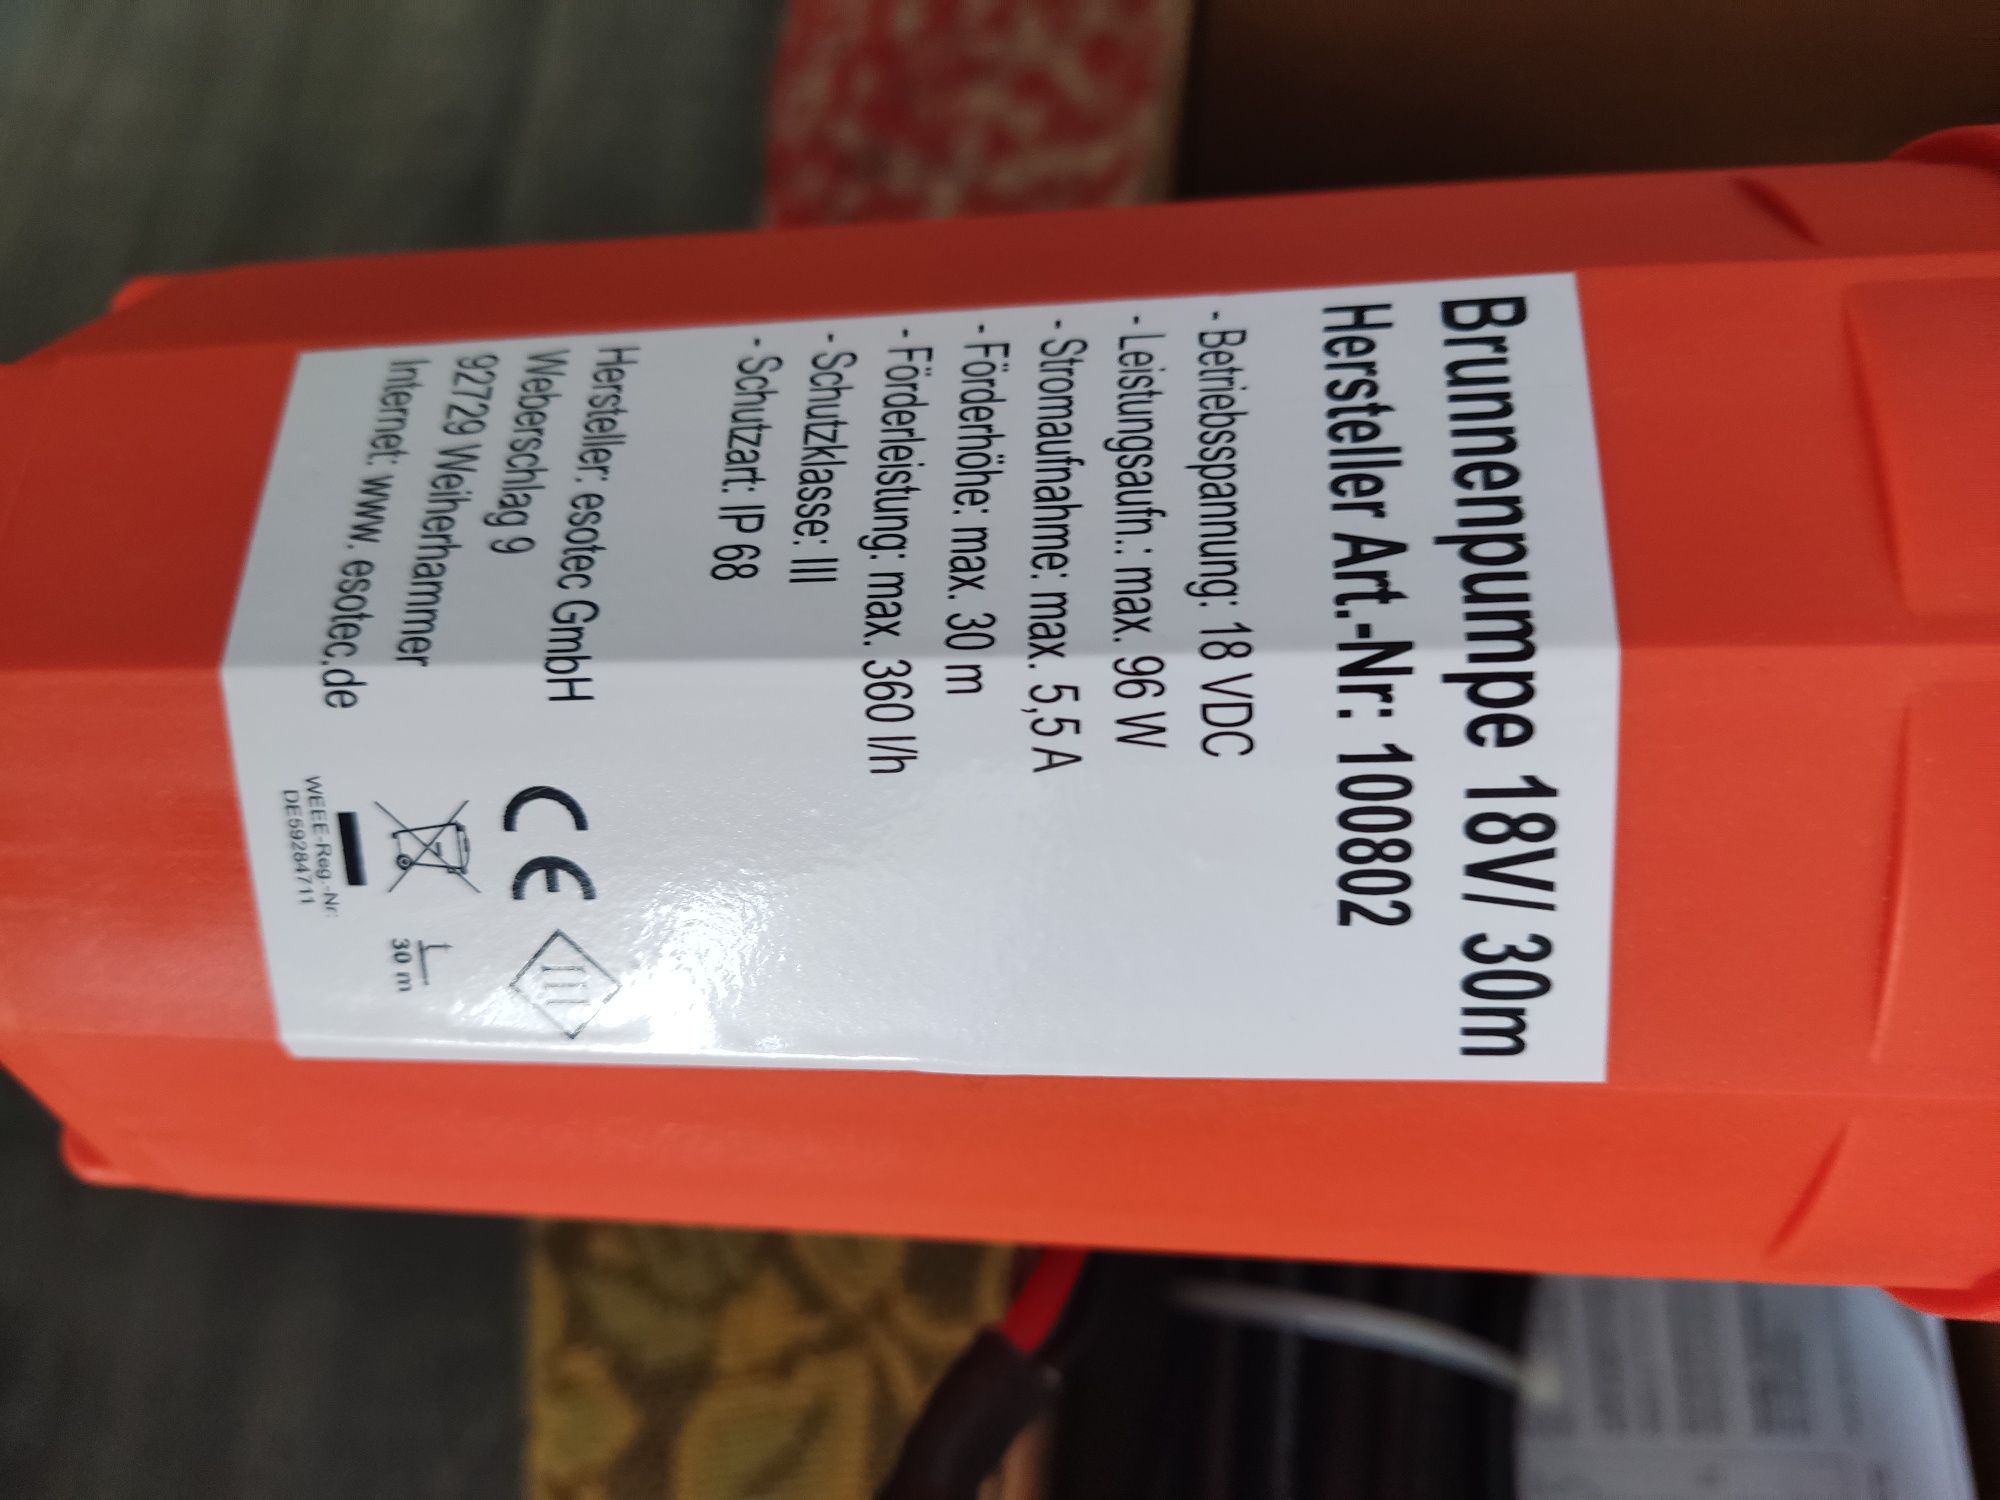 Brunnenpumpe 18V/ 30m
Hersteller Art.-Nr: 100802
- Betriebsspannung: 18 VDC
- Leistungsaufn.: max. 96 W
- Stromaufnahme: max. 5,5 A
- Förderhöhe: max. 30 m
- Förderleistung: max. 360 l/h
- Schutzklasse: III
- Schutzart: IP 68
Hersteller: esotec GmbH
Weberschlag 9
92729 Weiherhammer
Internet: www. esotec.de
CE
III
30 m
WEEE-Reg.-Nr:
DE59284711